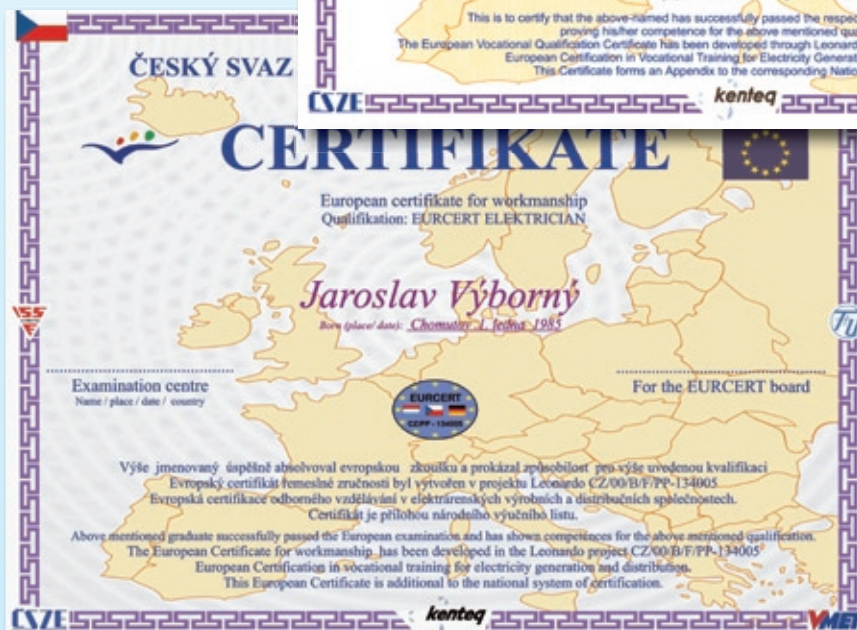 This is to certify that the above-named has successfully passed the respec
proving his/her competence for the above mentioned qua
The European Vocational Qualification Certificate has been developed through Leonard
European Certification in Vocational Training for Electricity Generat
This Certificate forms an Appendix to the corresponding Natio
ČSZE
kenteq
ČESKÝ SVAZ
CERTIFIKATE
European certificate for workmanship
Qualifikation: EURCERT ELEKTRICIAN
Jaroslav Výborný
Born (place/ date): Chomutov 1. ledna 1985
Examination centre
Name / place / date / country
For the EURCERT board
EURCERT
CZ/PP - 134005
Výše jmenovaný úspěšně absolvoval evropskou zkoušku a prokázal způsobilost pro výše uvedenou kvalifikaci
Evropský certifikát řemeslné zručnosti byl vytvořen v projektu Leonardo CZ/00/B/F/PP-134005
Evropská certifikace odborného vzdělávání v elektrárenských výrobních a distribučních společnostech.
Certifikát je přílohou národního výučního listu.
Above mentioned graduate successfully passed the European examination and has shown competences for the above mentioned qualification.
The European Certificate for workmanship has been developed in the Leonardo project CZ/00/B/F/PP-134005
European Certification in vocational training for electricity generation and distribution.
This European Certificate is additional to the national system of certification.
ČSZE
kenteq